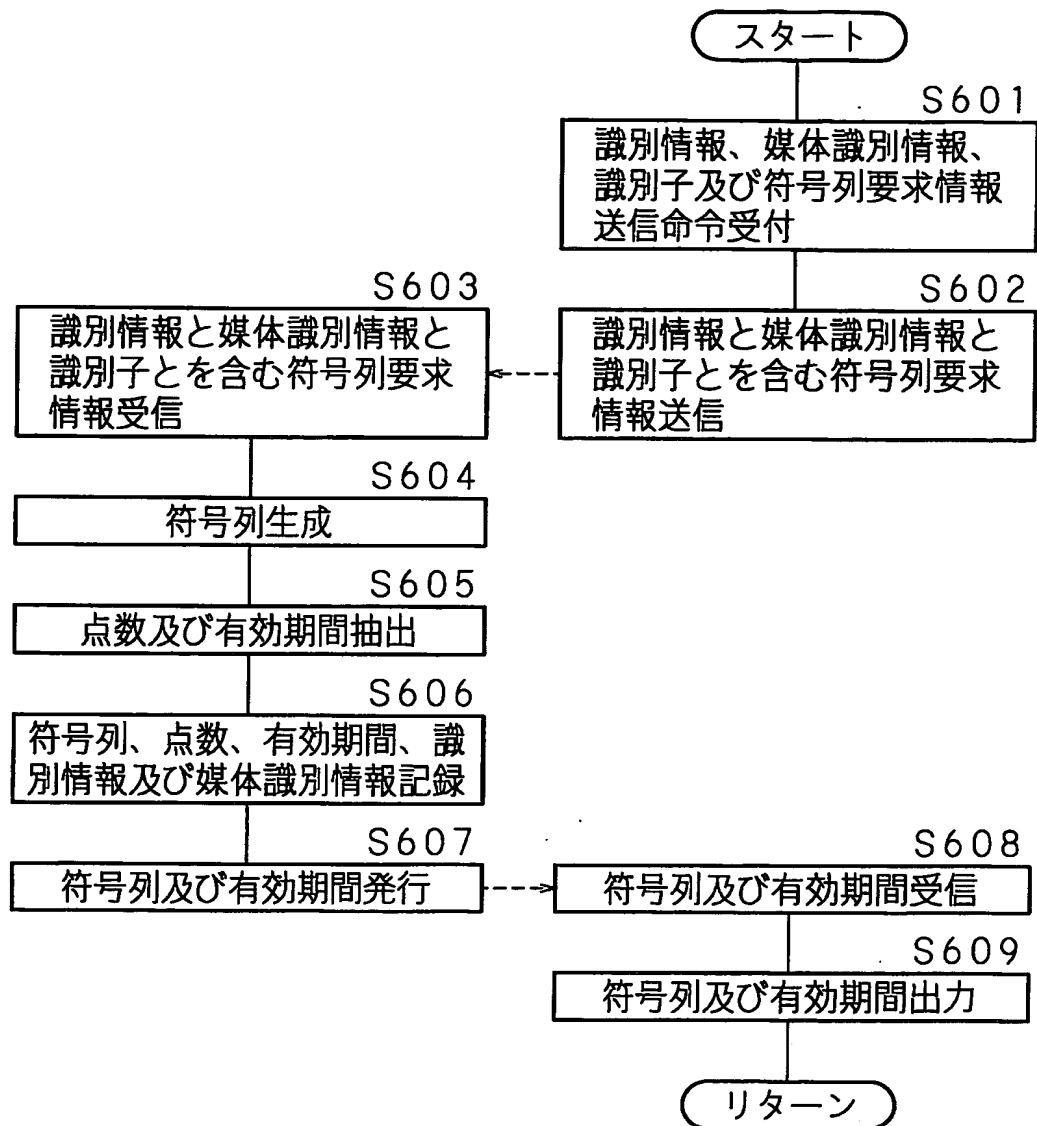 スタート
S601
識別情報、媒体識別情報、
識別子及び符号列要求情報
送信命令受付
S602
識別情報と媒体識別情報と
識別子とを含む符号列要求
情報送信
S603
識別情報と媒体識別情報と
識別子とを含む符号列要求
情報受信
S604
符号列生成
S605
点数及び有効期間抽出
S606
符号列、点数、有効期間、識
別情報及び媒体識別情報記録
S607
符号列及び有効期間発行
S608
符号列及び有効期間受信
S609
符号列及び有効期間出力
リターン